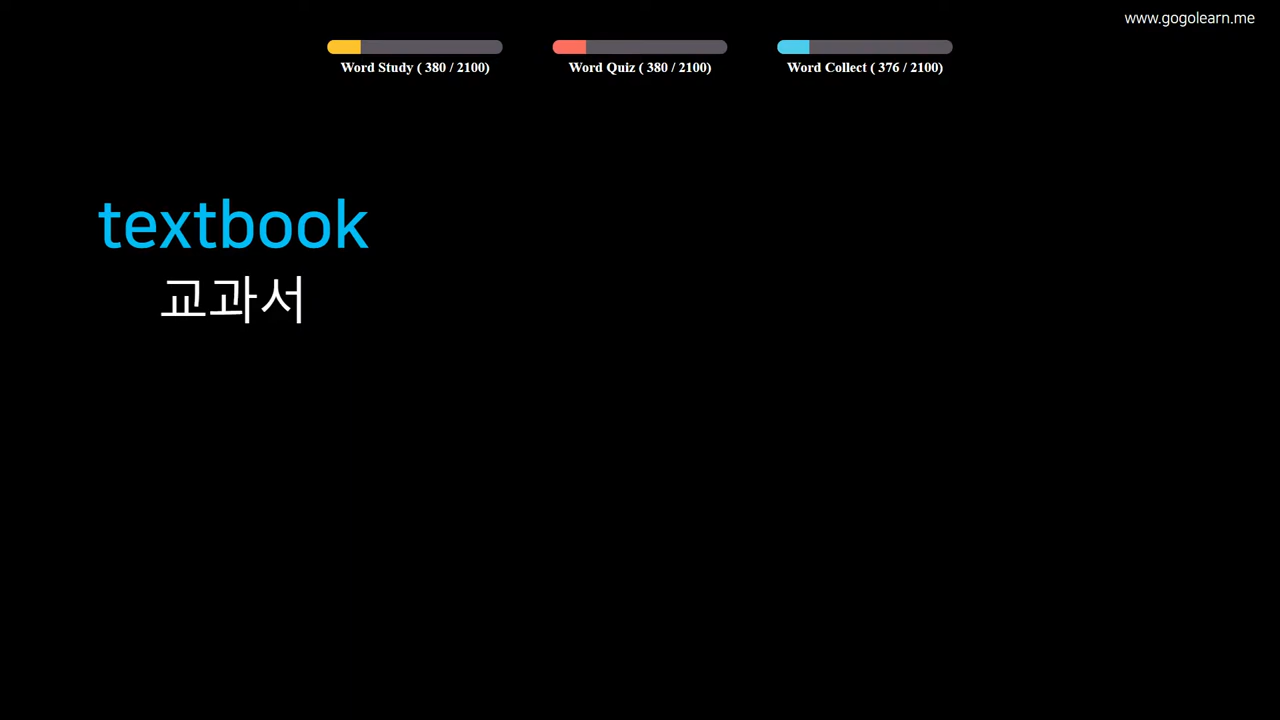 www.gogolearn.me
Word Study ( 380 / 2100)
Word Quiz ( 380 / 2100)
Word Collect ( 376 / 2100)
textbook
교과서